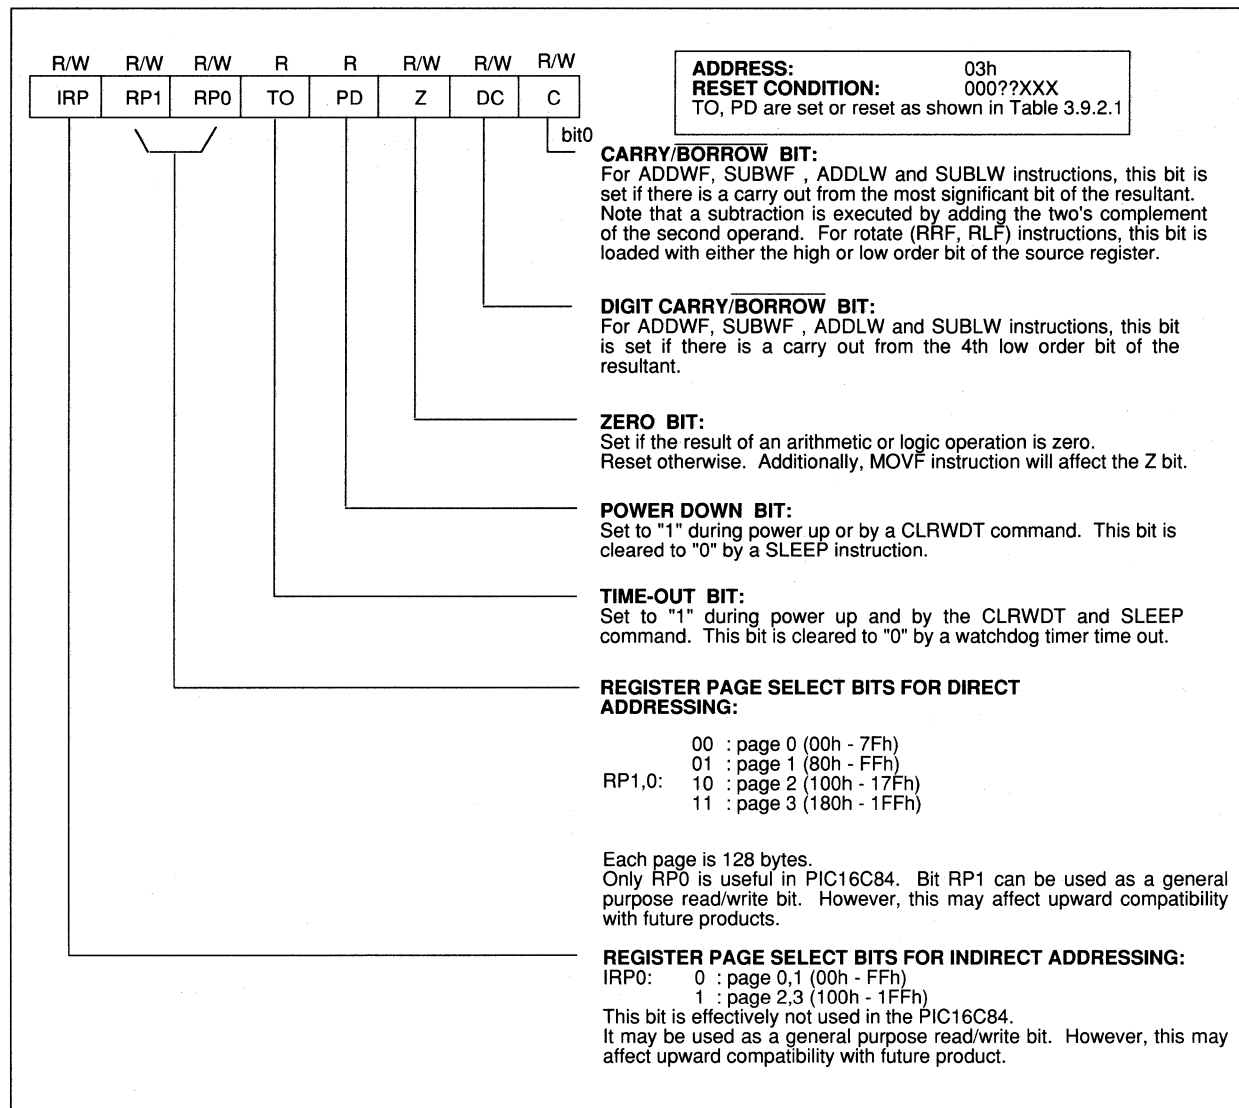 R/W R/W R/W R R R/W R/W R/W
IRP RP1 RP0 TO PD Z DC C
bit0
ADDRESS: 03h
RESET CONDITION: 000??XXX
TO, PD are set or reset as shown in Table 3.9.2.1
CARRY/BORROW BIT:
For ADDWF, SUBWF , ADDLW and SUBLW instructions, this bit is
set if there is a carry out from the most significant bit of the resultant.
Note that a subtraction is executed by adding the two's complement
of the second operand. For rotate (RRF, RLF) instructions, this bit is
loaded with either the high or low order bit of the source register.
DIGIT CARRY/BORROW BIT:
For ADDWF, SUBWF , ADDLW and SUBLW instructions, this bit
is set if there is a carry out from the 4th low order bit of the
resultant.
ZERO BIT:
Set if the result of an arithmetic or logic operation is zero.
Reset otherwise. Additionally, MOVF instruction will affect the Z bit.
POWER DOWN BIT:
Set to "1" during power up or by a CLRWDT command. This bit is
cleared to "0" by a SLEEP instruction.
TIME-OUT BIT:
Set to "1" during power up and by the CLRWDT and SLEEP
command. This bit is cleared to "0" by a watchdog timer time out.
REGISTER PAGE SELECT BITS FOR DIRECT
ADDRESSING:
00 : page 0 (00h - 7Fh)
01 : page 1 (80h - FFh)
RP1,0: 10 : page 2 (100h - 17Fh)
11 : page 3 (180h - 1FFh)
Each page is 128 bytes.
Only RP0 is useful in PIC16C84. Bit RP1 can be used as a general
purpose read/write bit. However, this may affect upward compatibility
with future products.
REGISTER PAGE SELECT BITS FOR INDIRECT ADDRESSING:
IRP0: 0 : page 0,1 (00h - FFh)
1 : page 2,3 (100h - 1FFh)
This bit is effectively not used in the PIC16C84.
It may be used as a general purpose read/write bit. However, this may
affect upward compatibility with future product.